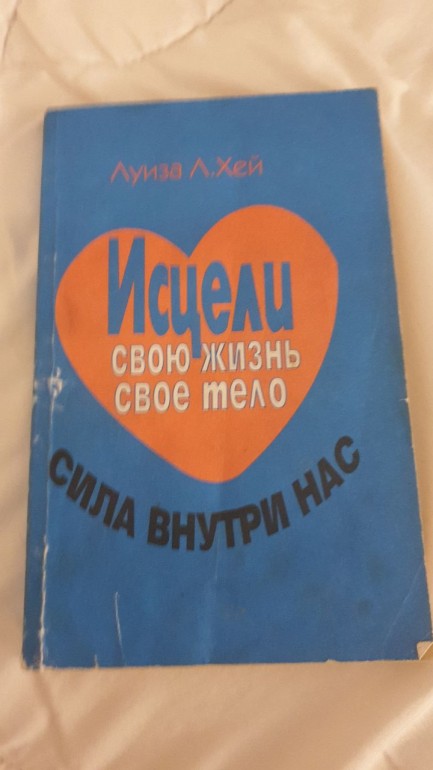 Луиза Л.Хей
Исцели
свою жизнь
свое тело
СИЛА ВНУТРИ НАС